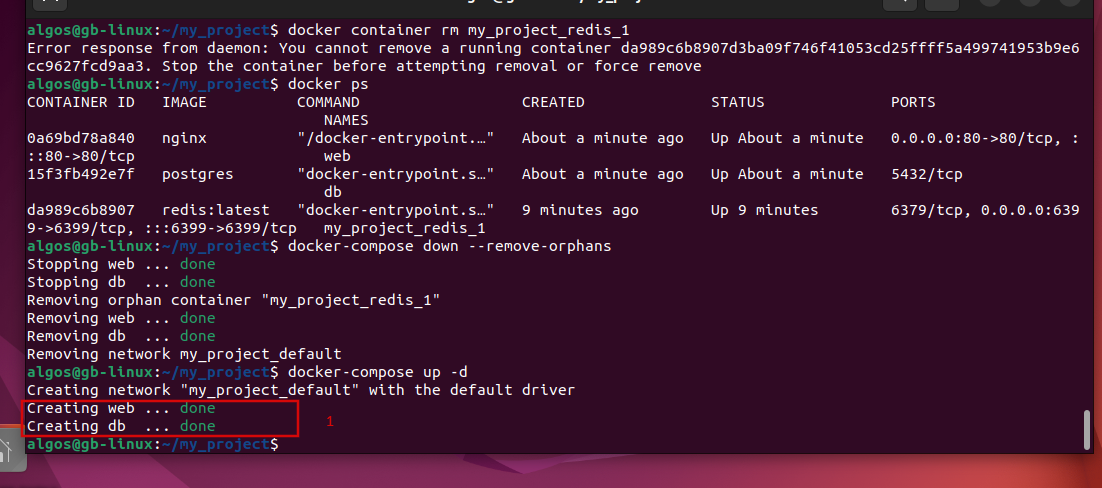 algos@gb-linux:~/my_project$ docker container rm my_project_redis_1
Error response from daemon: You cannot remove a running container da989c6b8907d3ba09f746f41053cd25ffff5a499741953b9e6
cc9627fcd9aa3. Stop the container before attempting removal or force remove
algos@gb-linux:~/my_project$ docker ps
CONTAINER ID   IMAGE          COMMAND                  CREATED              STATUS              PORTS
                                 NAMES
0a69bd78a840   nginx          "/docker-entrypoint.…"   About a minute ago   Up About a minute   0.0.0.0:80->80/tcp, :
::80->80/tcp                     web
15f3fb492e7f   postgres       "docker-entrypoint.s…"   About a minute ago   Up About a minute   5432/tcp
                                 db
da989c6b8907   redis:latest   "docker-entrypoint.s…"   9 minutes ago        Up 9 minutes        6379/tcp, 0.0.0.0:639
9->6399/tcp, :::6399->6399/tcp   my_project_redis_1
algos@gb-linux:~/my_project$ docker-compose down --remove-orphans
Stopping web ... done
Stopping db  ... done
Removing orphan container "my_project_redis_1"
Removing web ... done
Removing db  ... done
Removing network my_project_default
algos@gb-linux:~/my_project$ docker-compose up -d
Creating network "my_project_default" with the default driver
Creating web ... done
Creating db  ... done
1
algos@gb-linux:~/my_project$